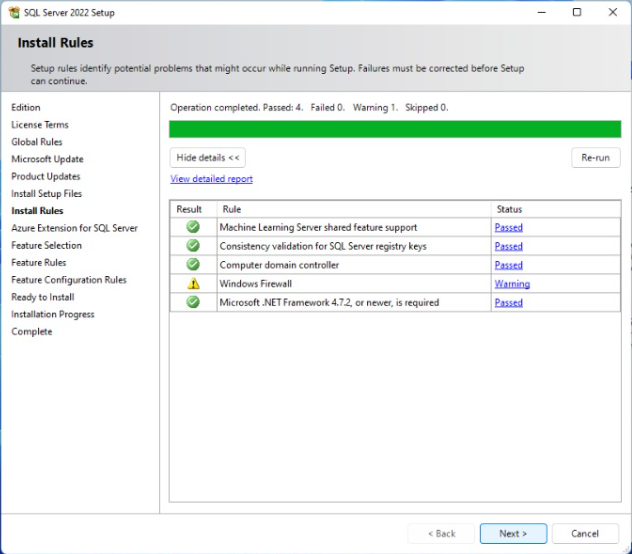 SQL Server 2022 Setup
Install Rules
Setup rules identify potential problems that might occur while running Setup. Failures must be corrected before Setup
can continue.
Edition
License Terms
Global Rules
Microsoft Update
Product Updates
Install Setup Files
Install Rules
Azure Extension for SQL Server
Feature Selection
Feature Rules
Feature Configuration Rules
Ready to Install
Installation Progress
Complete
Operation completed. Passed: 4. Failed 0. Warning 1. Skipped 0.
Hide details <<
Re-run
View detailed report
Result Rule Status
Machine Learning Server shared feature support Passed
Consistency validation for SQL Server registry keys Passed
Computer domain controller Passed
Windows Firewall Warning
Microsoft .NET Framework 4.7.2, or newer, is required Passed
< Back Next > Cancel